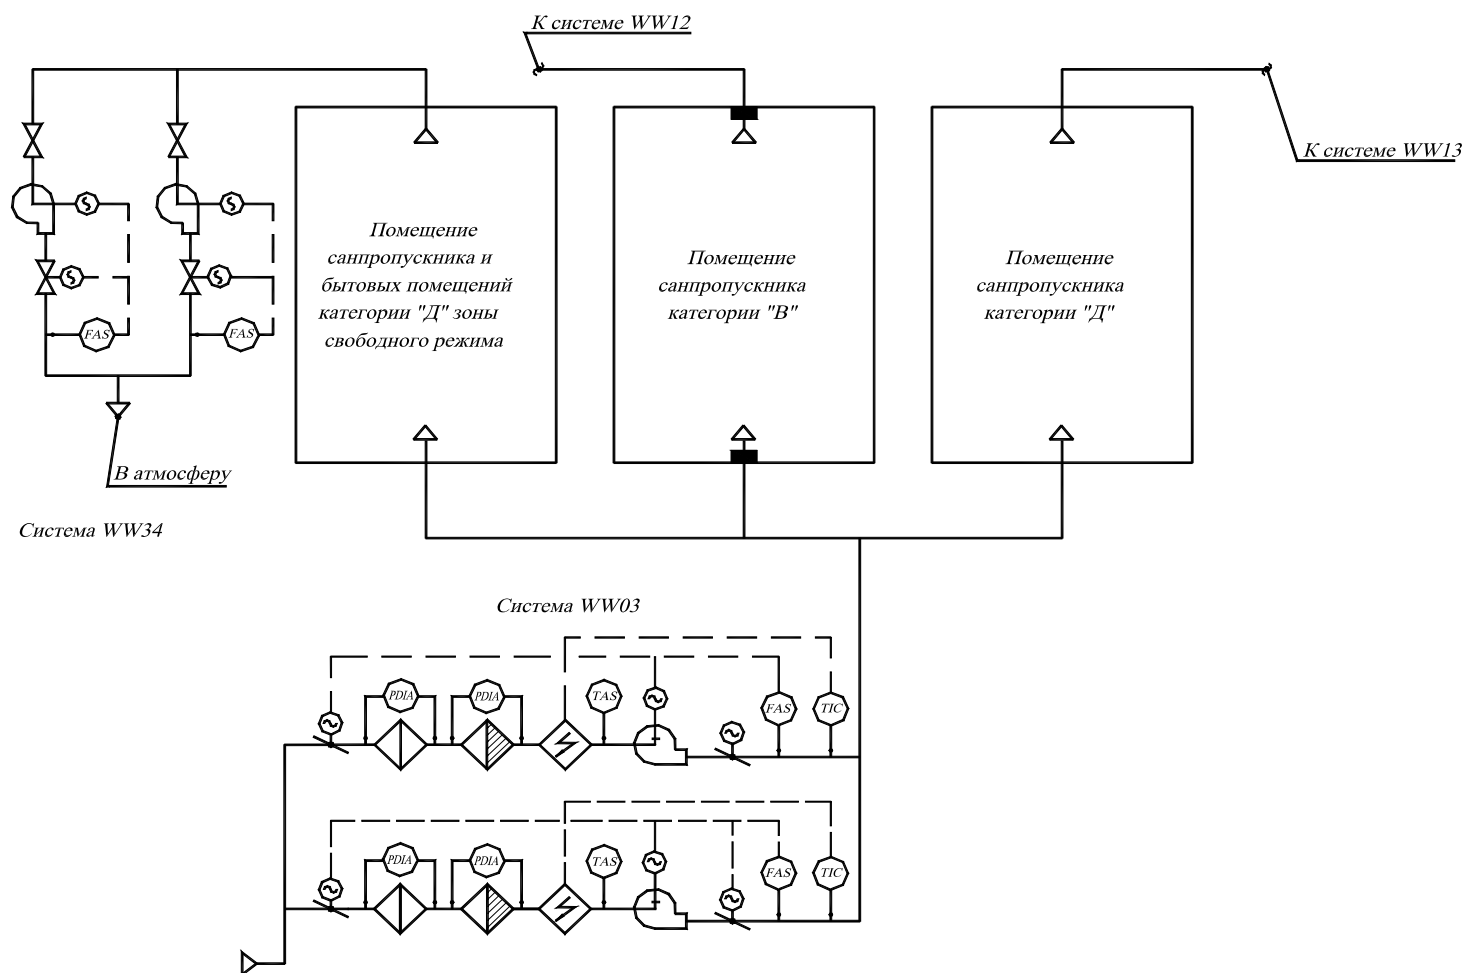 К системе WW12
К системе WW13
Помещение
санпропускника и
бытовых помещений
категории "Д" зоны
свободного режима
Помещение
санпропускника
категории "В"
Помещение
санпропускника
категории "Д"
FAS
FAS
В атмосферу
Система WW34
Система WW03
PDIA
PDIA
TAS
FAS
TIC
PDIA
PDIA
TAS
FAS
TIC